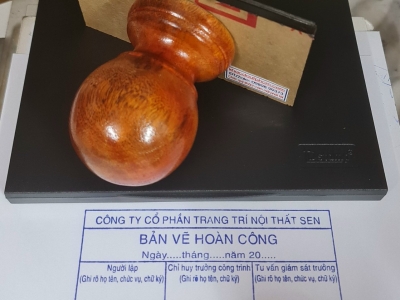 CÔNG TY CỔ PHẦN TRANG TRÍ NỘI THẤT SEN
BẢN VẼ HOÀN CÔNG
Ngày.....tháng.....năm 20.....
Người lập
(Ghi rõ họ tên, chức vụ, chữ ký)
Chỉ huy trưởng công trình
(Ghi rõ họ tên, chữ ký)
Tư vấn giám sát trưởng
(Ghi rõ họ tên, chức vụ, chữ ký)